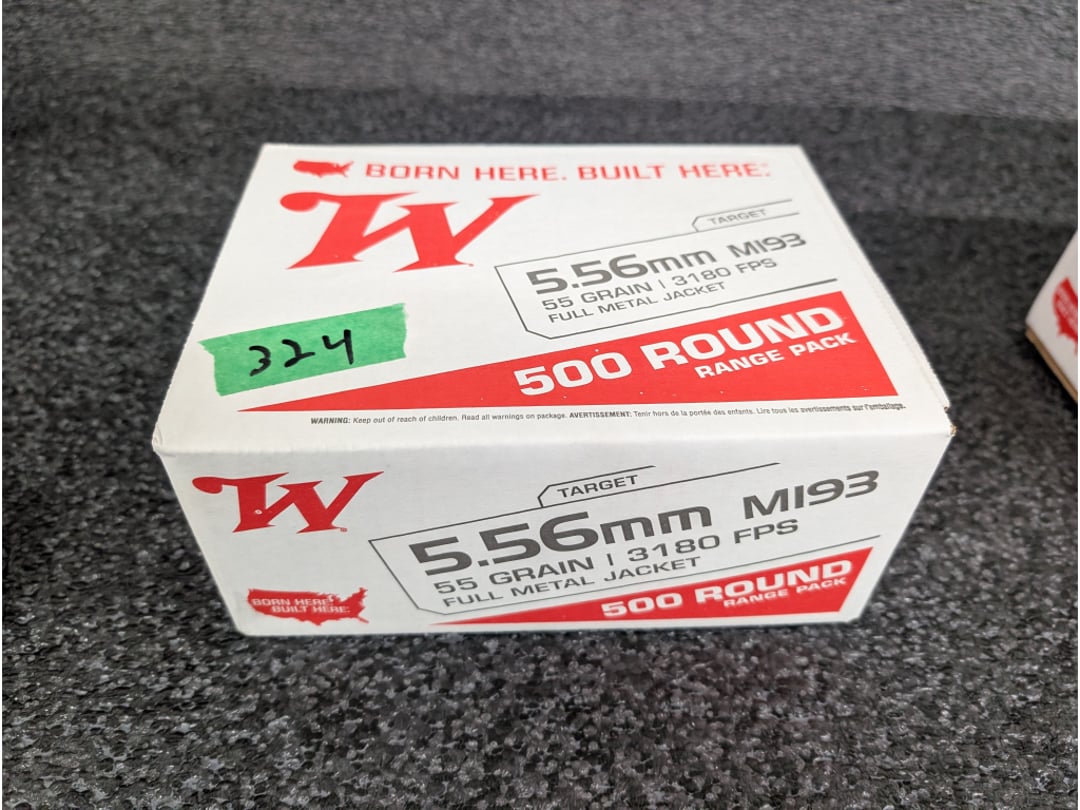 BORN HERE. BUILT HERE.
W
TARGET
5.56mm M193
55 GRAIN | 3180 FPS
FULL METAL JACKET
324
500 ROUND
RANGE PACK
WARNING: Keep out of reach of children. Read all warnings on package. AVERTISSEMENT: Tenir hors de la portée des enfants. Lire tous les avertissements sur l'emballage.
W
TARGET
5.56mm M193
55 GRAIN | 3180 FPS
FULL METAL JACKET
BORN HERE
BUILT HERE
500 ROUND
RANGE PACK